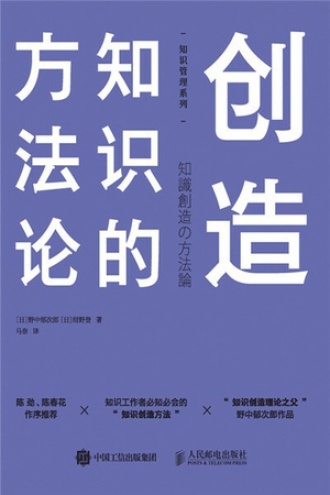 创造
知识的
方法论
知识管理系列
知識創造の方法論
[日]野中郁次郎 [日]绀野登 著
马奈 译
陈 劲、陈春花
作序推荐
×
知识工作者必知必会的
“知识创造方法”
×
“知识创造理论之父”
野中郁次郎作品
中国工信出版集团
人民邮电出版社